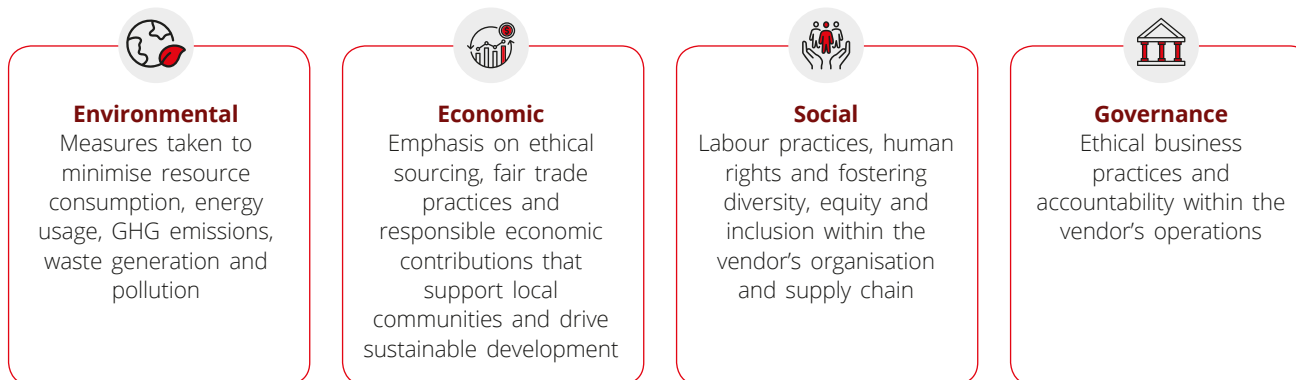 Environmental
Measures taken to
minimise resource
consumption, energy
usage, GHG emissions,
waste generation and
pollution
Economic
Emphasis on ethical
sourcing, fair trade
practices and
responsible economic
contributions that
support local
communities and drive
sustainable development
Social
Labour practices, human
rights and fostering
diversity, equity and
inclusion within the
vendor’s organisation
and supply chain
Governance
Ethical business
practices and
accountability within the
vendor’s operations